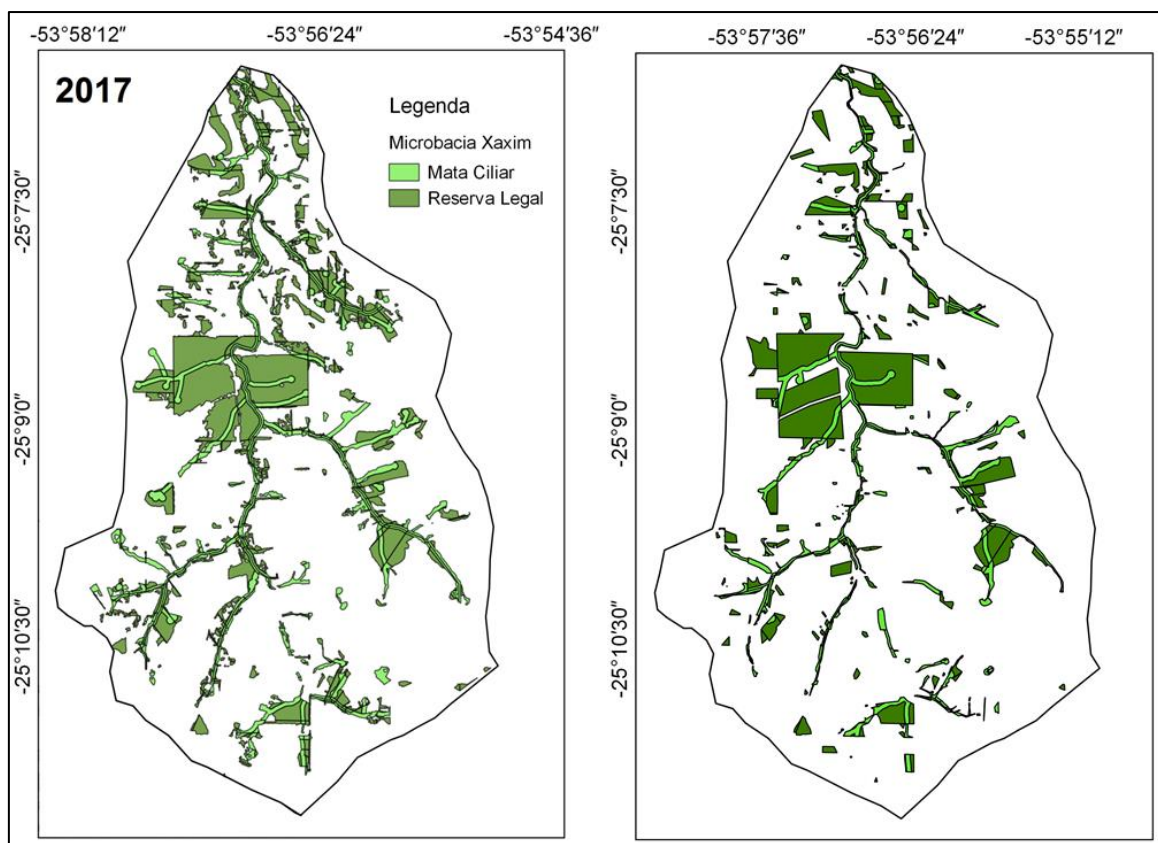 -53°58'12" -53°56'24" -53°54'36"
2017
Legenda
Microbacia Xaxim
Mata Ciliar
Reserva Legal
-25°7'30"
-25°9'0"
-25°10'30"
-53°57'36" -53°56'24" -53°55'12"
-25°7'30"
-25°9'0"
-25°10'30"